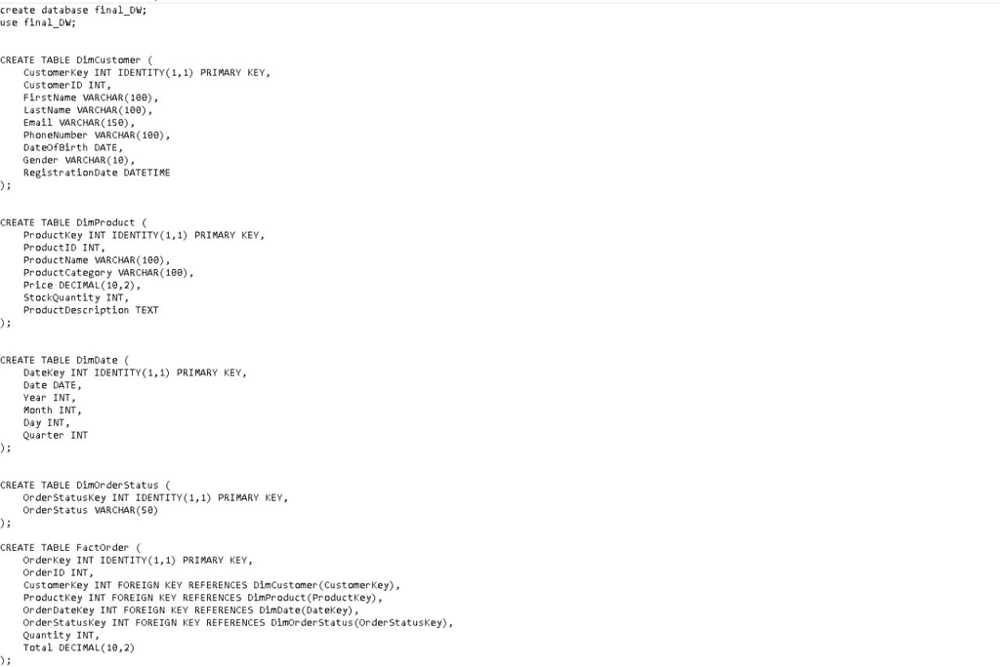 create database final_DW;
use final_DW;
CREATE TABLE DimCustomer (
    CustomerKey INT IDENTITY(1,1) PRIMARY KEY,
    CustomerID INT,
    FirstName VARCHAR(100),
    LastName VARCHAR(100),
    Email VARCHAR(150),
    PhoneNumber VARCHAR(100),
    DateOfBirth DATE,
    Gender VARCHAR(10),
    RegistrationDate DATETIME
);
CREATE TABLE DimProduct (
    ProductKey INT IDENTITY(1,1) PRIMARY KEY,
    ProductID INT,
    ProductName VARCHAR(100),
    ProductCategory VARCHAR(100),
    Price DECIMAL(10,2),
    StockQuantity INT,
    ProductDescription TEXT
);
CREATE TABLE DimDate (
    DateKey INT IDENTITY(1,1) PRIMARY KEY,
    Date DATE,
    Year INT,
    Month INT,
    Day INT,
    Quarter INT
);
CREATE TABLE DimOrderStatus (
    OrderStatusKey INT IDENTITY(1,1) PRIMARY KEY,
    OrderStatus VARCHAR(50)
);
CREATE TABLE FactOrder (
    OrderKey INT IDENTITY(1,1) PRIMARY KEY,
    OrderID INT,
    CustomerKey INT FOREIGN KEY REFERENCES DimCustomer(CustomerKey),
    ProductKey INT FOREIGN KEY REFERENCES DimProduct(ProductKey),
    OrderDateKey INT FOREIGN KEY REFERENCES DimDate(DateKey),
    OrderStatusKey INT FOREIGN KEY REFERENCES DimOrderStatus(OrderStatusKey),
    Quantity INT,
    Total DECIMAL(10,2)
);